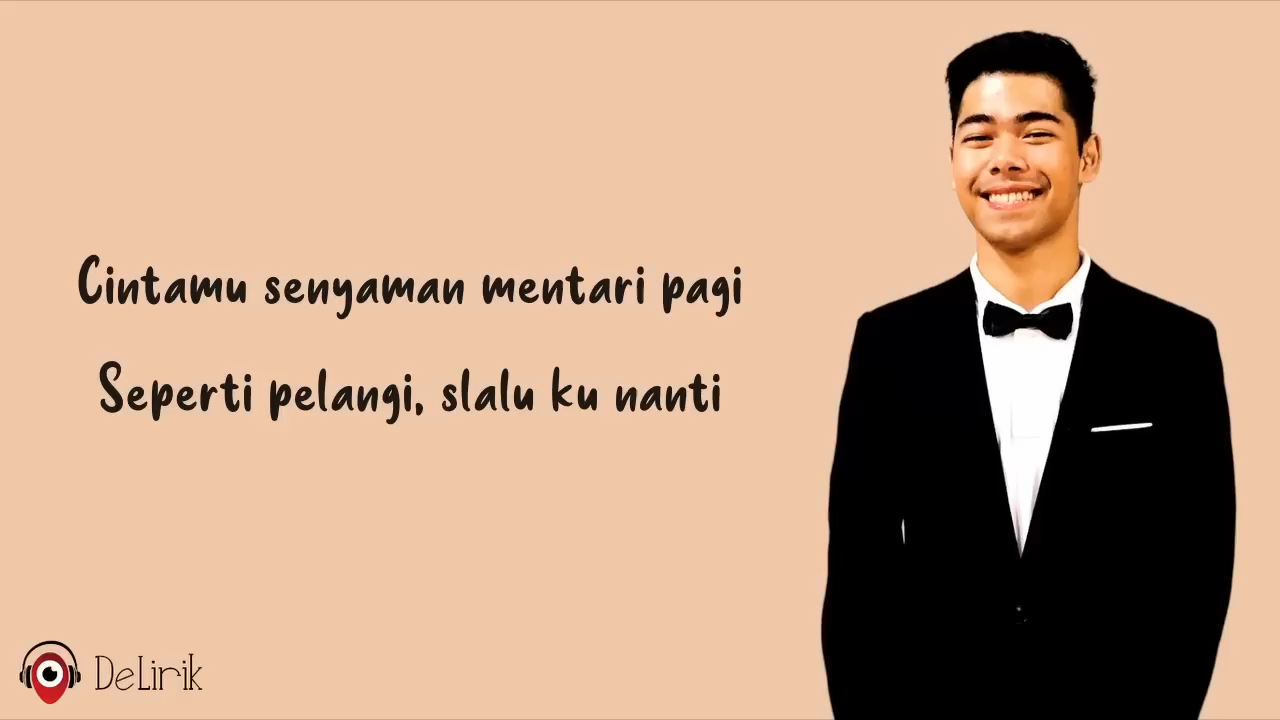 Cintamu senyaman mentari pagi
Seperti pelangi, slalu ku nanti
DeLirik